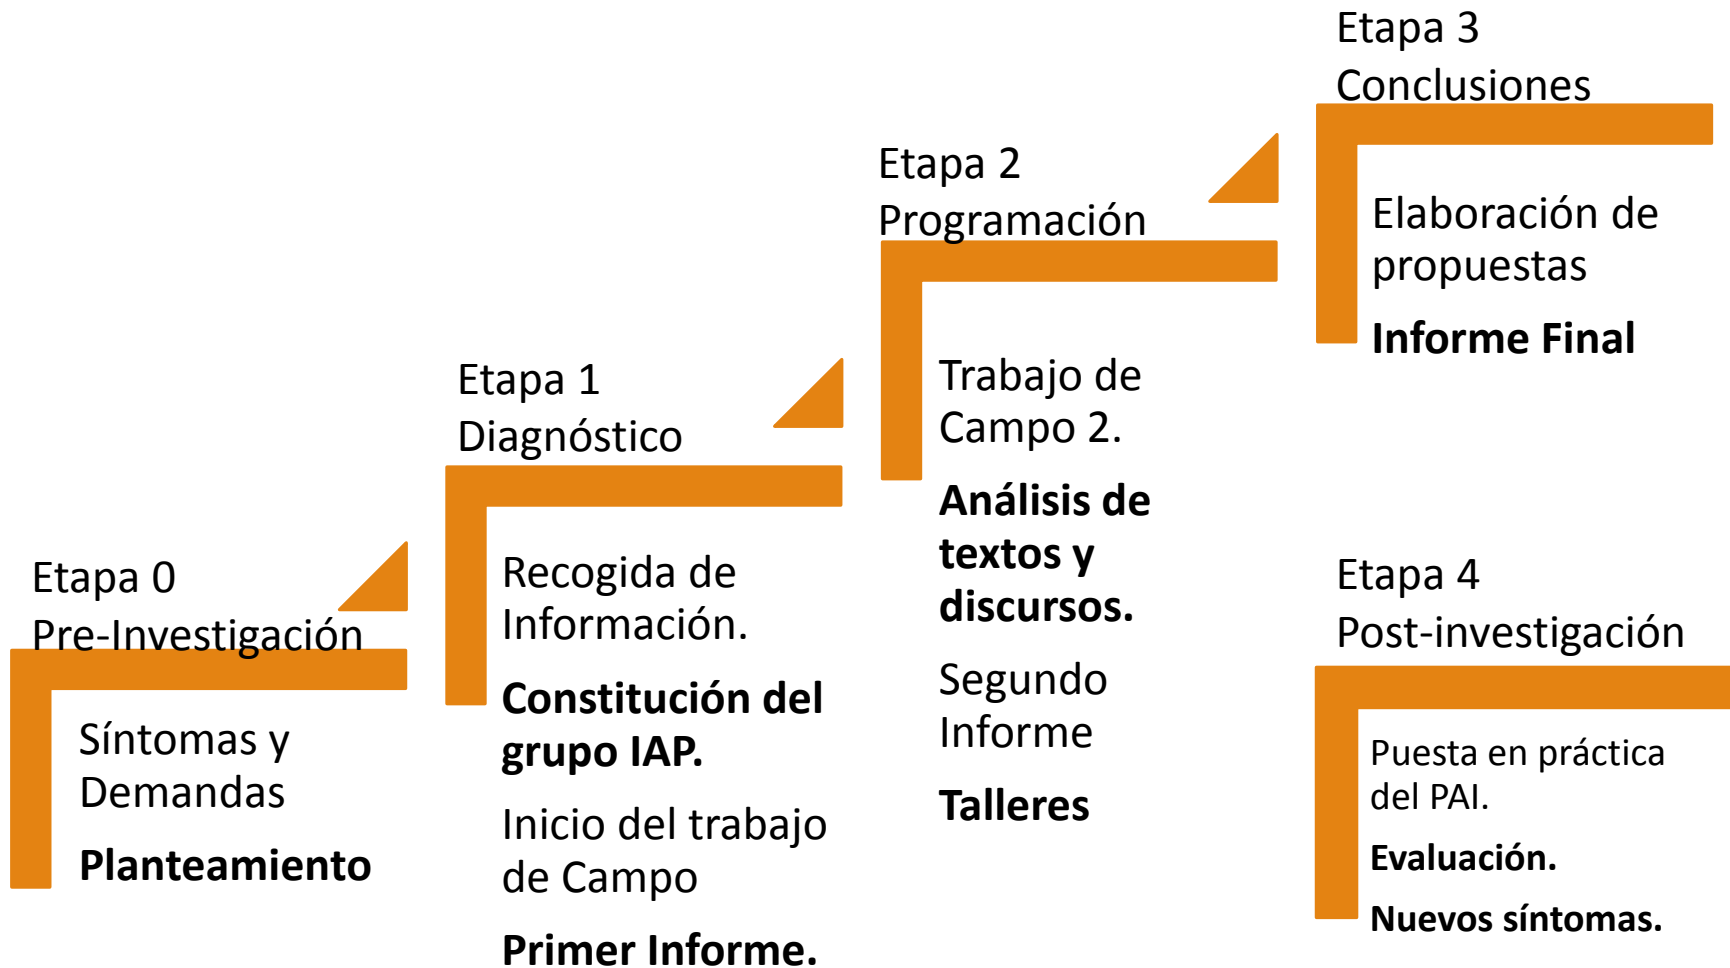 Etapa 0
Pre-Investigación
Síntomas y
Demandas
Planteamiento
Etapa 1
Diagnóstico
Recogida de
Información.
Constitución del
grupo IAP.
Inicio del trabajo
de Campo
Primer Informe.
Etapa 2
Programación
Trabajo de
Campo 2.
Análisis de
textos y
discursos.
Segundo
Informe
Talleres
Etapa 3
Conclusiones
Elaboración de
propuestas
Informe Final
Etapa 4
Post-investigación
Puesta en práctica
del PAI.
Evaluación.
Nuevos síntomas.